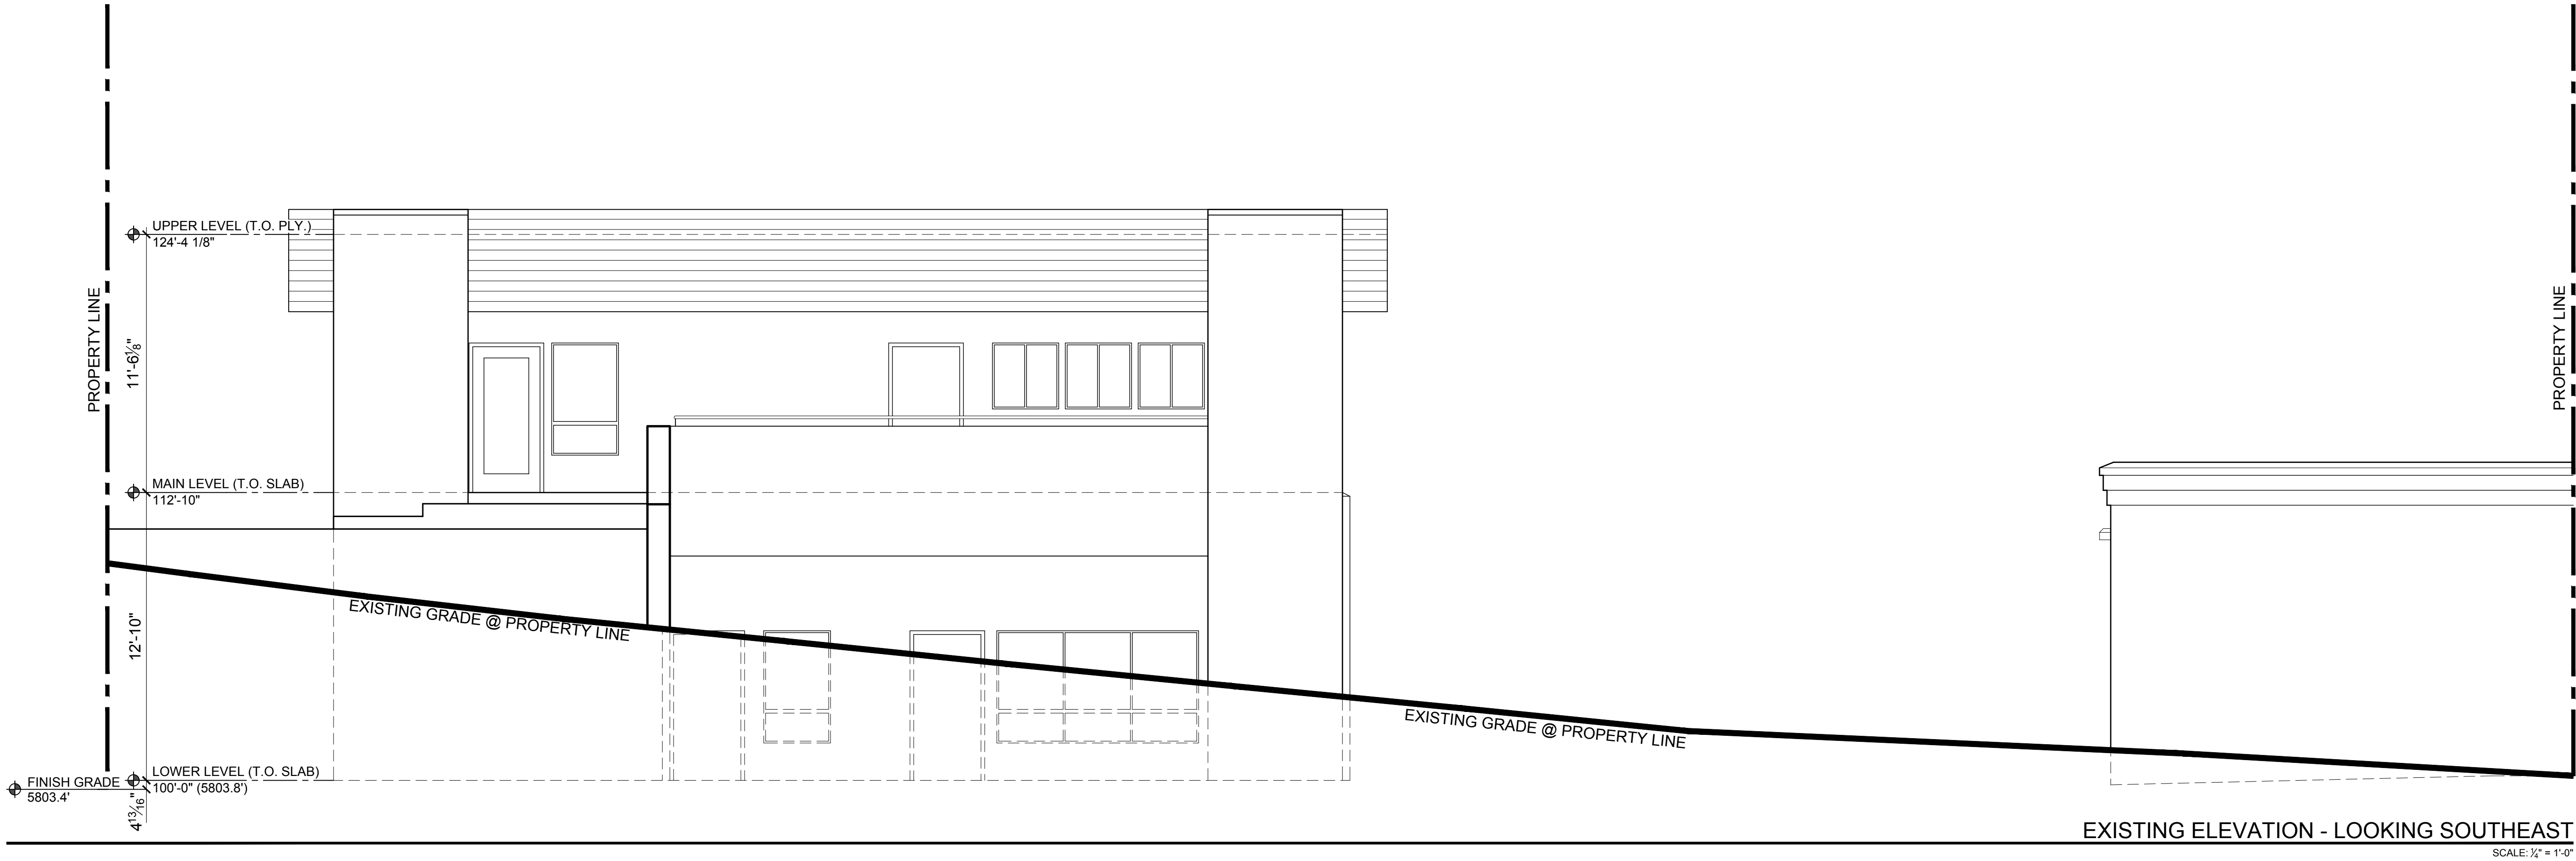 UPPER LEVEL (T.O. PLY.)
124'-4 1/8"
PROPERTY LINE
11'-6⅛"
MAIN LEVEL (T.O. SLAB)
112'-10"
12'-10"
EXISTING GRADE @ PROPERTY LINE
LOWER LEVEL (T.O. SLAB)
100'-0" (5803.8')
FINISH GRADE
5803.4'
4 13/16"
EXISTING GRADE @ PROPERTY LINE
PROPERTY LINE
EXISTING ELEVATION - LOOKING SOUTHEAST
SCALE: ¼" = 1'-0"